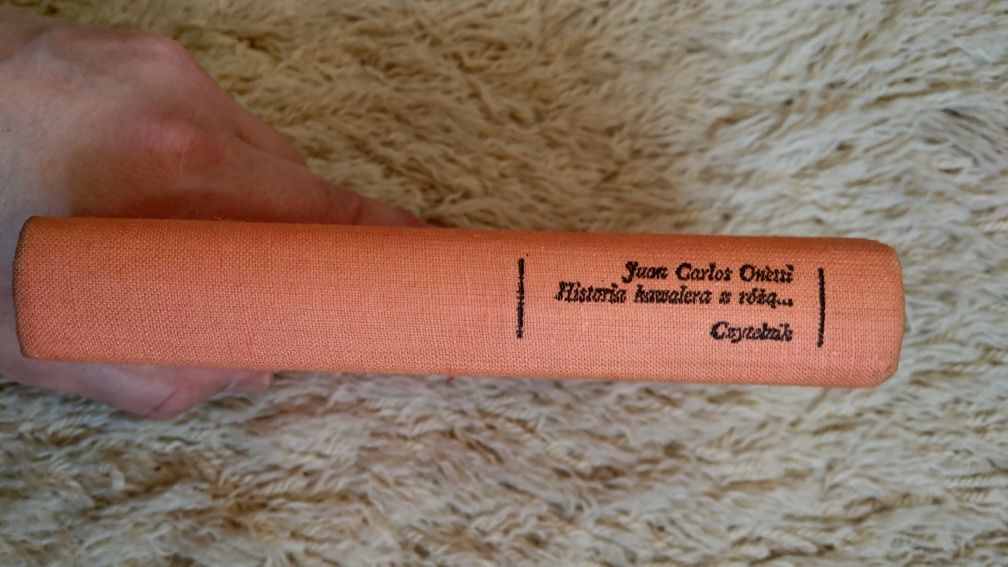 Juan Carlos Onetti
Historia kawalera z różą...
Czytelnik